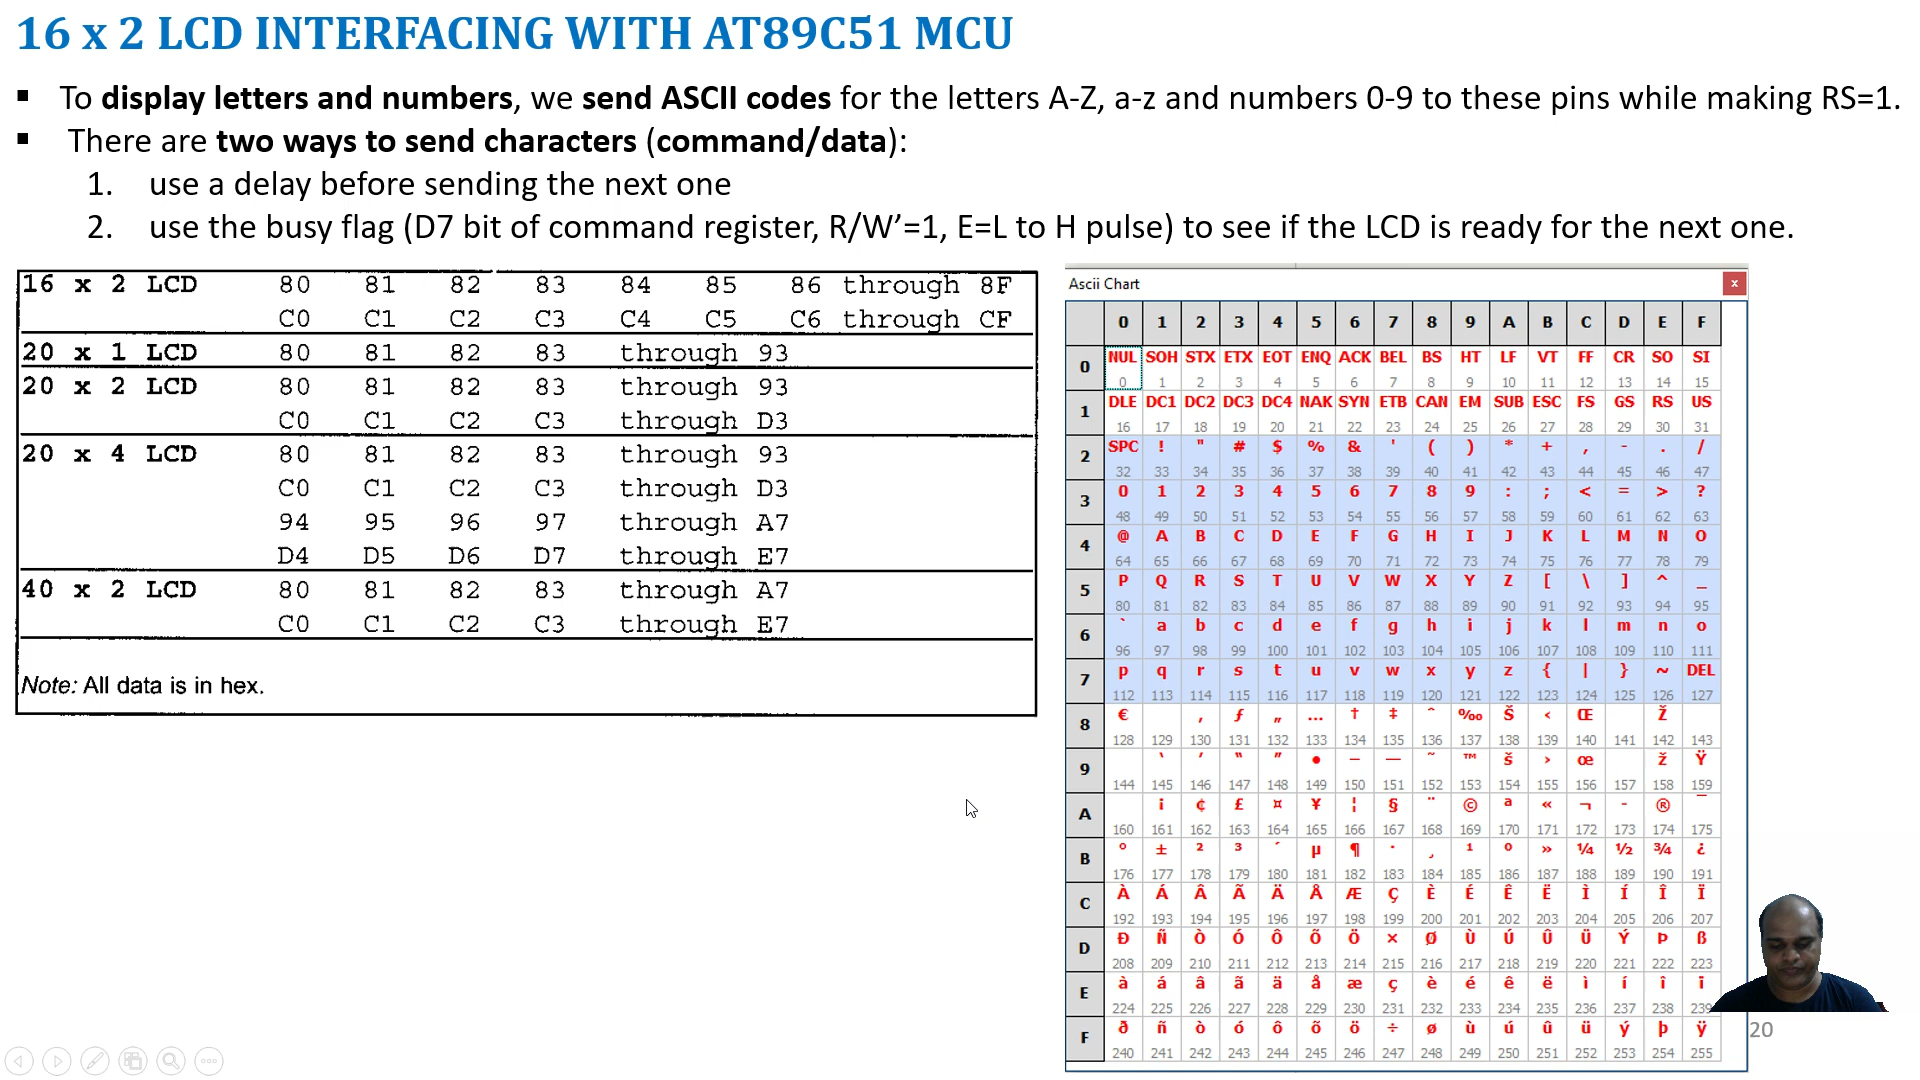 16 x 2 LCD INTERFACING WITH AT89C51 MCU
▪ To display letters and numbers, we send ASCII codes for the letters A-Z, a-z and numbers 0-9 to these pins while making RS=1.
▪ There are two ways to send characters (command/data):
1. use a delay before sending the next one
2. use the busy flag (D7 bit of command register, R/W’=1, E=L to H pulse) to see if the LCD is ready for the next one.
16 x 2 LCD 80 81 82 83 84 85 86 through 8F
C0 C1 C2 C3 C4 C5 C6 through CF
20 x 1 LCD 80 81 82 83 through 93
20 x 2 LCD 80 81 82 83 through 93
C0 C1 C2 C3 through D3
20 x 4 LCD 80 81 82 83 through 93
C0 C1 C2 C3 through D3
94 95 96 97 through A7
D4 D5 D6 D7 through E7
40 x 2 LCD 80 81 82 83 through A7
C0 C1 C2 C3 through E7
Note: All data is in hex.
Ascii Chart x
0 1 2 3 4 5 6 7 8 9 A B C D E F
0 NUL SOH STX ETX EOT ENQ ACK BEL BS HT LF VT FF CR SO SI
0 1 2 3 4 5 6 7 8 9 10 11 12 13 14 15
1 DLE DC1 DC2 DC3 DC4 NAK SYN ETB CAN EM SUB ESC FS GS RS US
16 17 18 19 20 21 22 23 24 25 26 27 28 29 30 31
2 SPC ! " # $ % & ' ( ) * + , - . /
32 33 34 35 36 37 38 39 40 41 42 43 44 45 46 47
3 0 1 2 3 4 5 6 7 8 9 : ; < = > ?
48 49 50 51 52 53 54 55 56 57 58 59 60 61 62 63
4 @ A B C D E F G H I J K L M N O
64 65 66 67 68 69 70 71 72 73 74 75 76 77 78 79
5 P Q R S T U V W X Y Z [ \ ] ^ _
80 81 82 83 84 85 86 87 88 89 90 91 92 93 94 95
6 ` a b c d e f g h i j k l m n o
96 97 98 99 100 101 102 103 104 105 106 107 108 109 110 111
7 p q r s t u v w x y z { | } ~ DEL
112 113 114 115 116 117 118 119 120 121 122 123 124 125 126 127
8 € ‚ ƒ „ … † ‡ ˆ ‰ Š ‹ Œ Ž
128 129 130 131 132 133 134 135 136 137 138 139 140 141 142 143
9 ‘ ’ “ ” • – — ˜ ™ š › œ ž Ÿ
144 145 146 147 148 149 150 151 152 153 154 155 156 157 158 159
A ¡ ¢ £ ¤ ¥ ¦ § ¨ © ª « ¬ - ® ¯
160 161 162 163 164 165 166 167 168 169 170 171 172 173 174 175
B ° ± ² ³ ´ µ ¶ · ¸ ¹ º » ¼ ½ ¾ ¿
176 177 178 179 180 181 182 183 184 185 186 187 188 189 190 191
C À Á Â Ã Ä Å Æ Ç È É Ê Ë Ì Í Î Ï
192 193 194 195 196 197 198 199 200 201 202 203 204 205 206 207
D Ð Ñ Ò Ó Ô Õ Ö × Ø Ù Ú Û Ü Ý Þ ß
208 209 210 211 212 213 214 215 216 217 218 219 220 221 222 223
E à á â ã ä å æ ç è é ê ë ì í î ï
224 225 226 227 228 229 230 231 232 233 234 235 236 237 238 239
F ð ñ ò ó ô õ ö ÷ ø ù ú û ü ý þ ÿ
240 241 242 243 244 245 246 247 248 249 250 251 252 253 254 255
20